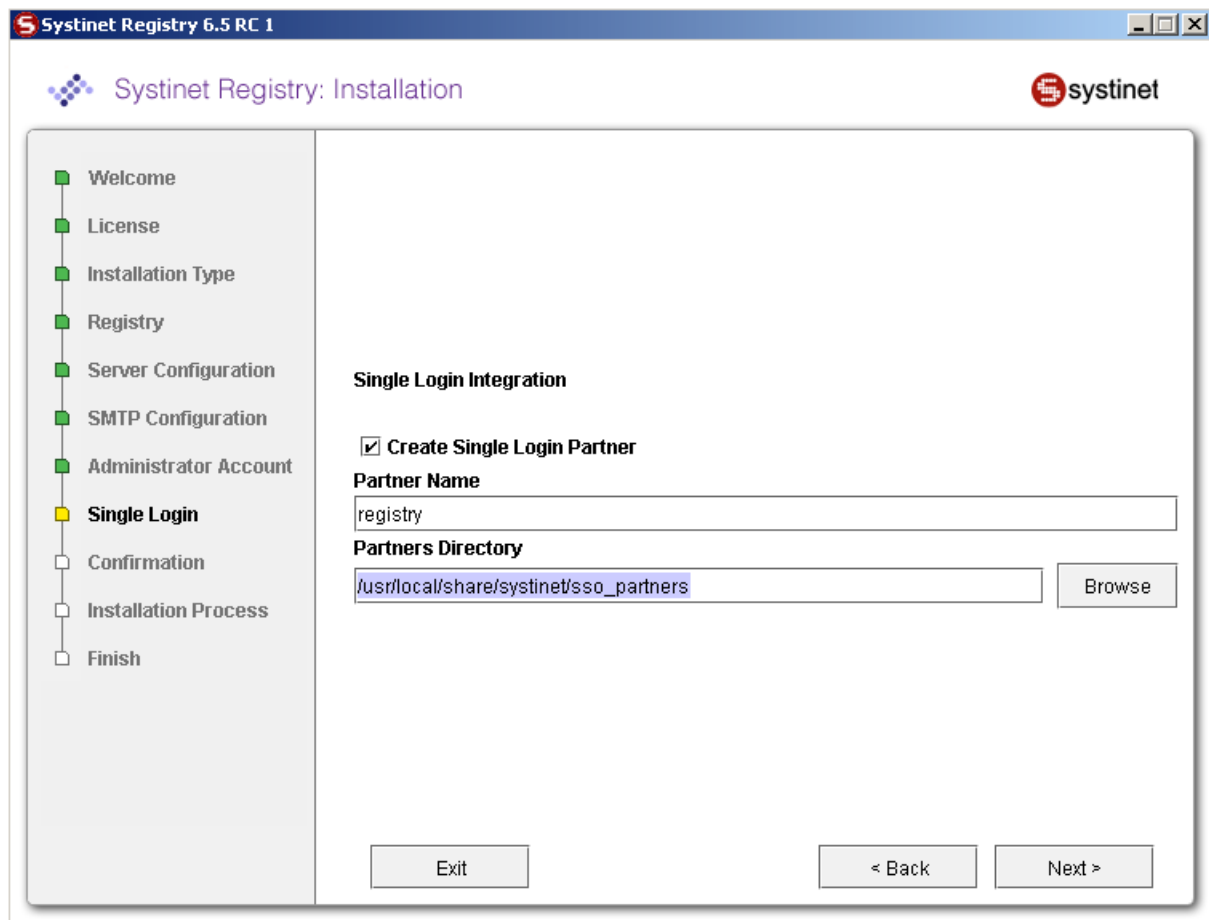 Systinet Registry 6.5 RC 1
Systinet Registry: Installation
systinet
Welcome
License
Installation Type
Registry
Server Configuration
SMTP Configuration
Administrator Account
Single Login
Confirmation
Installation Process
Finish
Single Login Integration
Create Single Login Partner
Partner Name
registry
Partners Directory
/usr/local/share/systinet/sso_partners
Browse
Exit
< Back
Next >